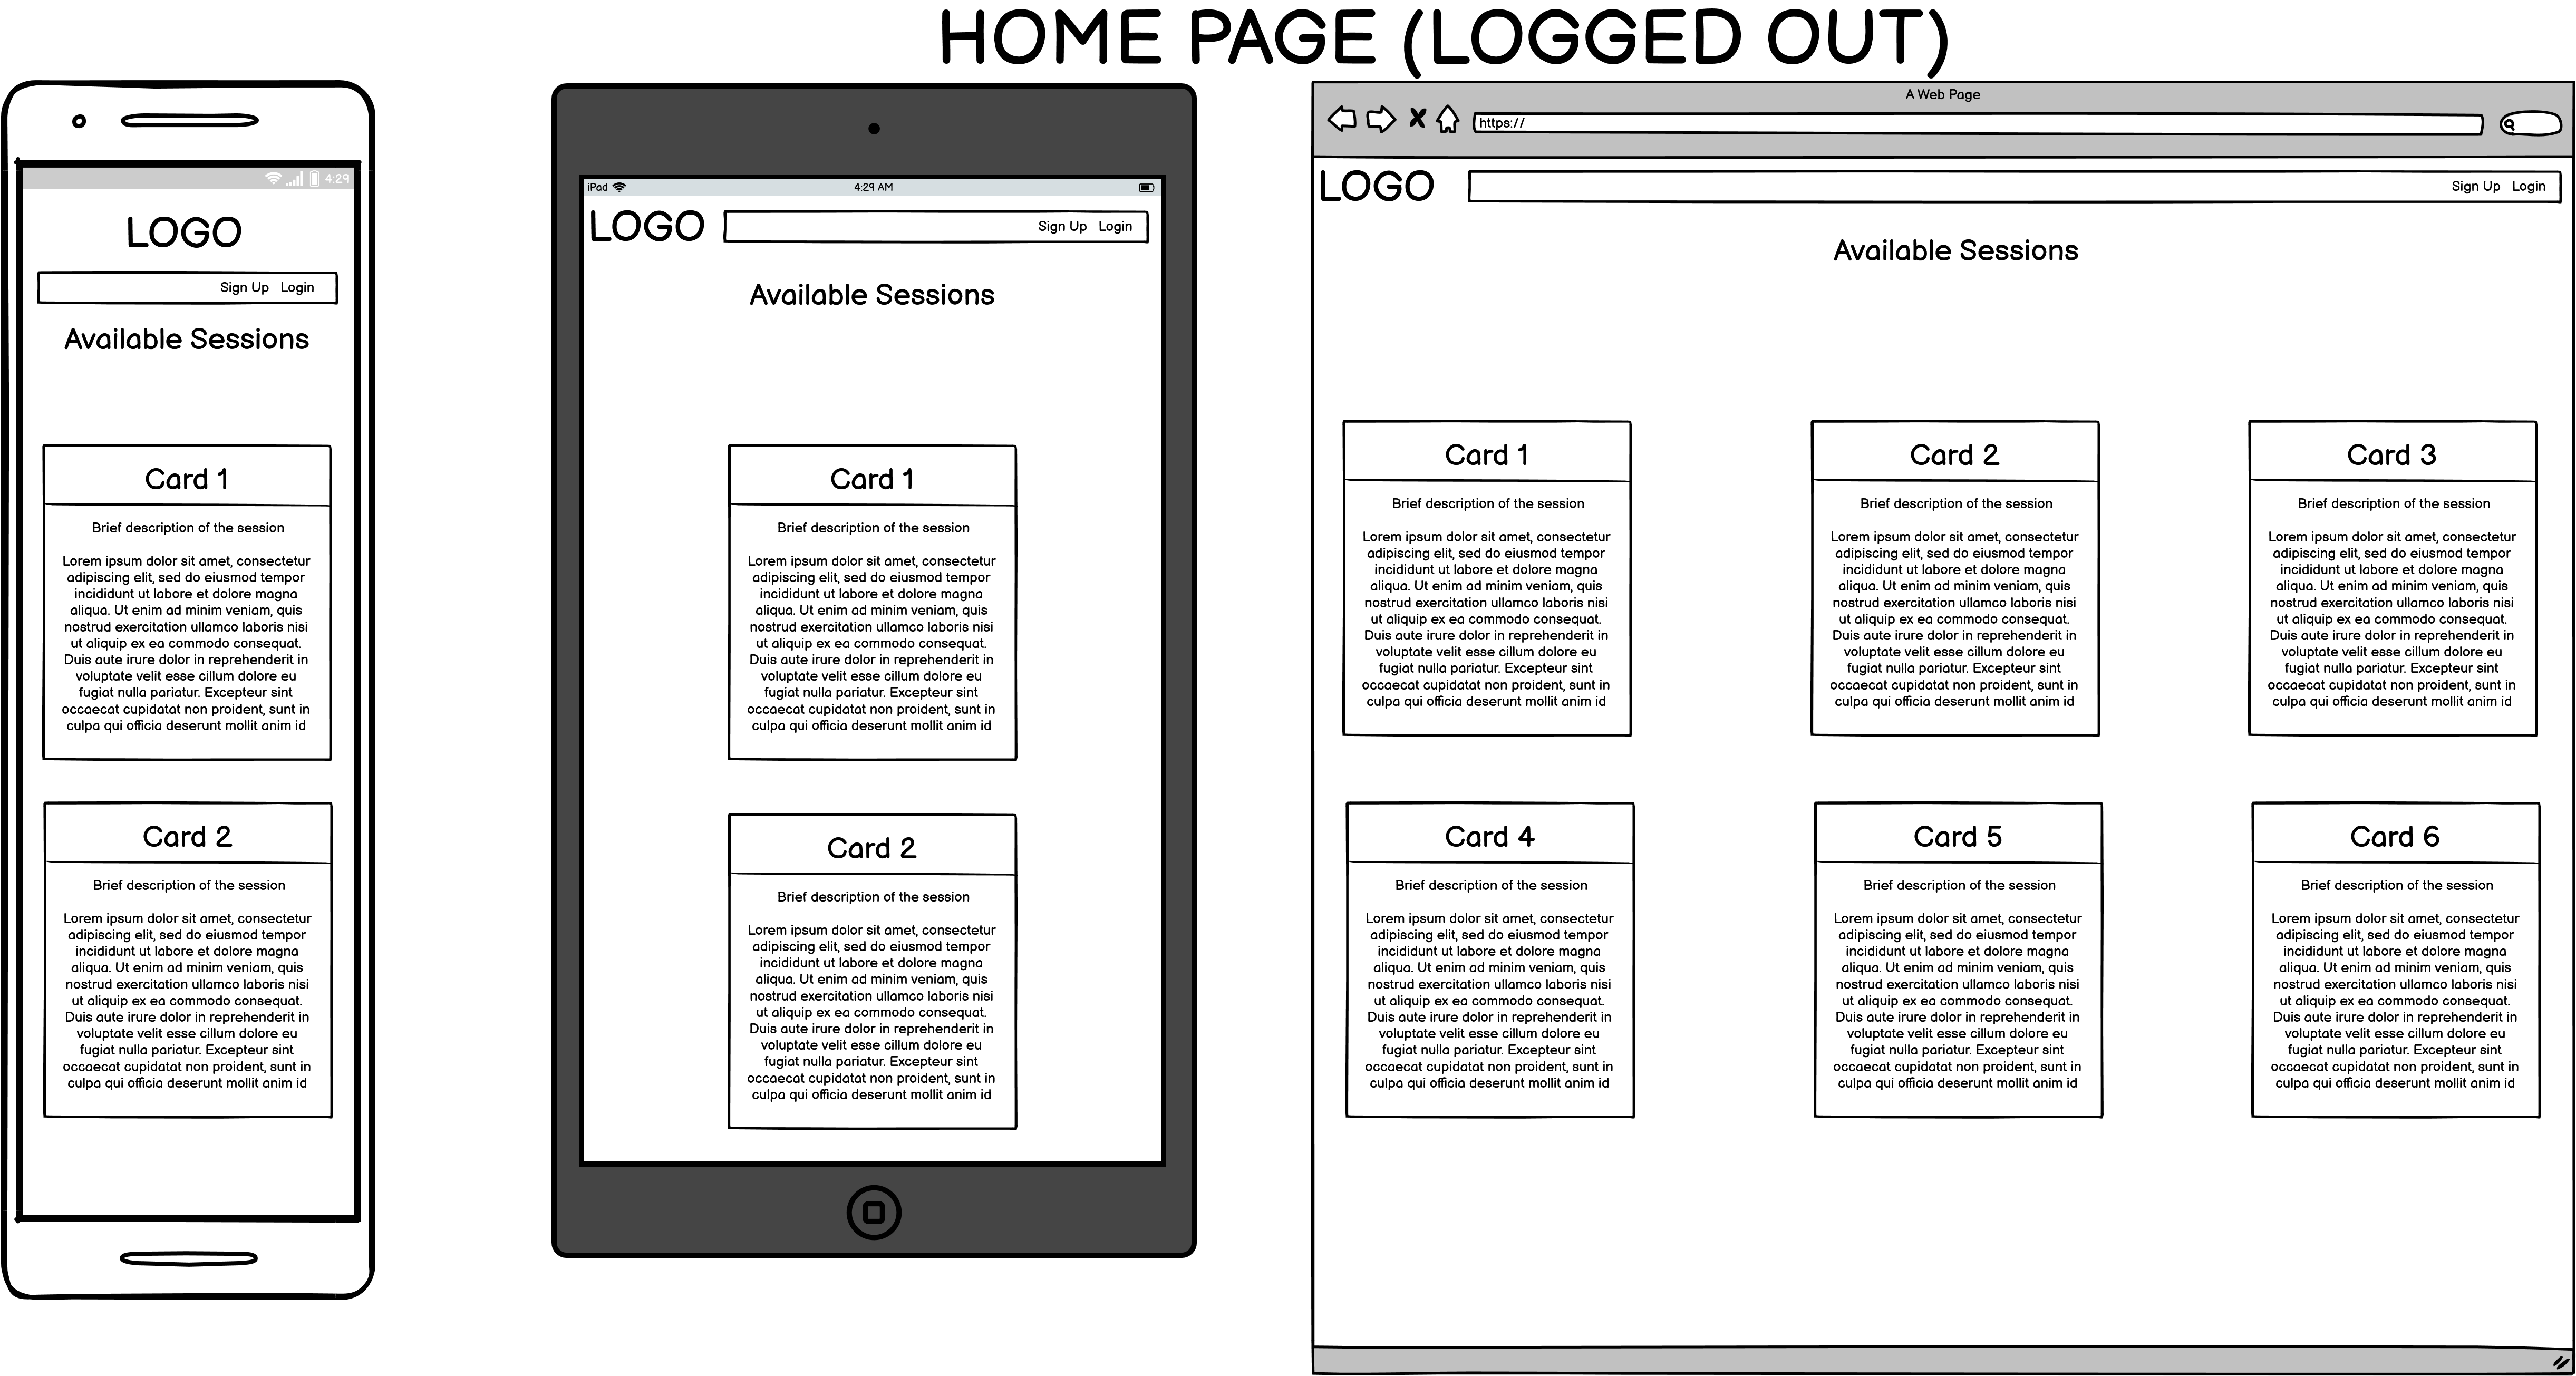 HOME PAGE (LOGGED OUT)
4:29
LOGO
Sign Up Login
Available Sessions
Card 1
Brief description of the session
Lorem ipsum dolor sit amet, consectetur
adipiscing elit, sed do eiusmod tempor
incididunt ut labore et dolore magna
aliqua. Ut enim ad minim veniam, quis
nostrud exercitation ullamco laboris nisi
ut aliquip ex ea commodo consequat.
Duis aute irure dolor in reprehenderit in
voluptate velit esse cillum dolore eu
fugiat nulla pariatur. Excepteur sint
occaecat cupidatat non proident, sunt in
culpa qui officia deserunt mollit anim id
Card 2
Brief description of the session
Lorem ipsum dolor sit amet, consectetur
adipiscing elit, sed do eiusmod tempor
incididunt ut labore et dolore magna
aliqua. Ut enim ad minim veniam, quis
nostrud exercitation ullamco laboris nisi
ut aliquip ex ea commodo consequat.
Duis aute irure dolor in reprehenderit in
voluptate velit esse cillum dolore eu
fugiat nulla pariatur. Excepteur sint
occaecat cupidatat non proident, sunt in
culpa qui officia deserunt mollit anim id
iPad 4:29 AM
LOGO Sign Up Login
Available Sessions
Card 1
Brief description of the session
Lorem ipsum dolor sit amet, consectetur
adipiscing elit, sed do eiusmod tempor
incididunt ut labore et dolore magna
aliqua. Ut enim ad minim veniam, quis
nostrud exercitation ullamco laboris nisi
ut aliquip ex ea commodo consequat.
Duis aute irure dolor in reprehenderit in
voluptate velit esse cillum dolore eu
fugiat nulla pariatur. Excepteur sint
occaecat cupidatat non proident, sunt in
culpa qui officia deserunt mollit anim id
Card 2
Brief description of the session
Lorem ipsum dolor sit amet, consectetur
adipiscing elit, sed do eiusmod tempor
incididunt ut labore et dolore magna
aliqua. Ut enim ad minim veniam, quis
nostrud exercitation ullamco laboris nisi
ut aliquip ex ea commodo consequat.
Duis aute irure dolor in reprehenderit in
voluptate velit esse cillum dolore eu
fugiat nulla pariatur. Excepteur sint
occaecat cupidatat non proident, sunt in
culpa qui officia deserunt mollit anim id
A Web Page
https://
LOGO Sign Up Login
Available Sessions
Card 1
Brief description of the session
Lorem ipsum dolor sit amet, consectetur
adipiscing elit, sed do eiusmod tempor
incididunt ut labore et dolore magna
aliqua. Ut enim ad minim veniam, quis
nostrud exercitation ullamco laboris nisi
ut aliquip ex ea commodo consequat.
Duis aute irure dolor in reprehenderit in
voluptate velit esse cillum dolore eu
fugiat nulla pariatur. Excepteur sint
occaecat cupidatat non proident, sunt in
culpa qui officia deserunt mollit anim id
Card 2
Brief description of the session
Lorem ipsum dolor sit amet, consectetur
adipiscing elit, sed do eiusmod tempor
incididunt ut labore et dolore magna
aliqua. Ut enim ad minim veniam, quis
nostrud exercitation ullamco laboris nisi
ut aliquip ex ea commodo consequat.
Duis aute irure dolor in reprehenderit in
voluptate velit esse cillum dolore eu
fugiat nulla pariatur. Excepteur sint
occaecat cupidatat non proident, sunt in
culpa qui officia deserunt mollit anim id
Card 3
Brief description of the session
Lorem ipsum dolor sit amet, consectetur
adipiscing elit, sed do eiusmod tempor
incididunt ut labore et dolore magna
aliqua. Ut enim ad minim veniam, quis
nostrud exercitation ullamco laboris nisi
ut aliquip ex ea commodo consequat.
Duis aute irure dolor in reprehenderit in
voluptate velit esse cillum dolore eu
fugiat nulla pariatur. Excepteur sint
occaecat cupidatat non proident, sunt in
culpa qui officia deserunt mollit anim id
Card 4
Brief description of the session
Lorem ipsum dolor sit amet, consectetur
adipiscing elit, sed do eiusmod tempor
incididunt ut labore et dolore magna
aliqua. Ut enim ad minim veniam, quis
nostrud exercitation ullamco laboris nisi
ut aliquip ex ea commodo consequat.
Duis aute irure dolor in reprehenderit in
voluptate velit esse cillum dolore eu
fugiat nulla pariatur. Excepteur sint
occaecat cupidatat non proident, sunt in
culpa qui officia deserunt mollit anim id
Card 5
Brief description of the session
Lorem ipsum dolor sit amet, consectetur
adipiscing elit, sed do eiusmod tempor
incididunt ut labore et dolore magna
aliqua. Ut enim ad minim veniam, quis
nostrud exercitation ullamco laboris nisi
ut aliquip ex ea commodo consequat.
Duis aute irure dolor in reprehenderit in
voluptate velit esse cillum dolore eu
fugiat nulla pariatur. Excepteur sint
occaecat cupidatat non proident, sunt in
culpa qui officia deserunt mollit anim id
Card 6
Brief description of the session
Lorem ipsum dolor sit amet, consectetur
adipiscing elit, sed do eiusmod tempor
incididunt ut labore et dolore magna
aliqua. Ut enim ad minim veniam, quis
nostrud exercitation ullamco laboris nisi
ut aliquip ex ea commodo consequat.
Duis aute irure dolor in reprehenderit in
voluptate velit esse cillum dolore eu
fugiat nulla pariatur. Excepteur sint
occaecat cupidatat non proident, sunt in
culpa qui officia deserunt mollit anim id